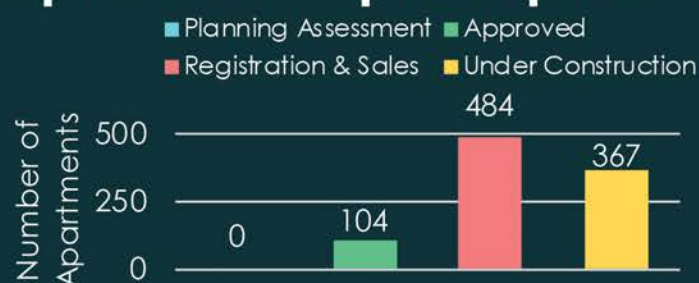 Planning Assessment Approved
Registration & Sales Under Construction
484
500
367
250
104
0
0
Number of
Apartments